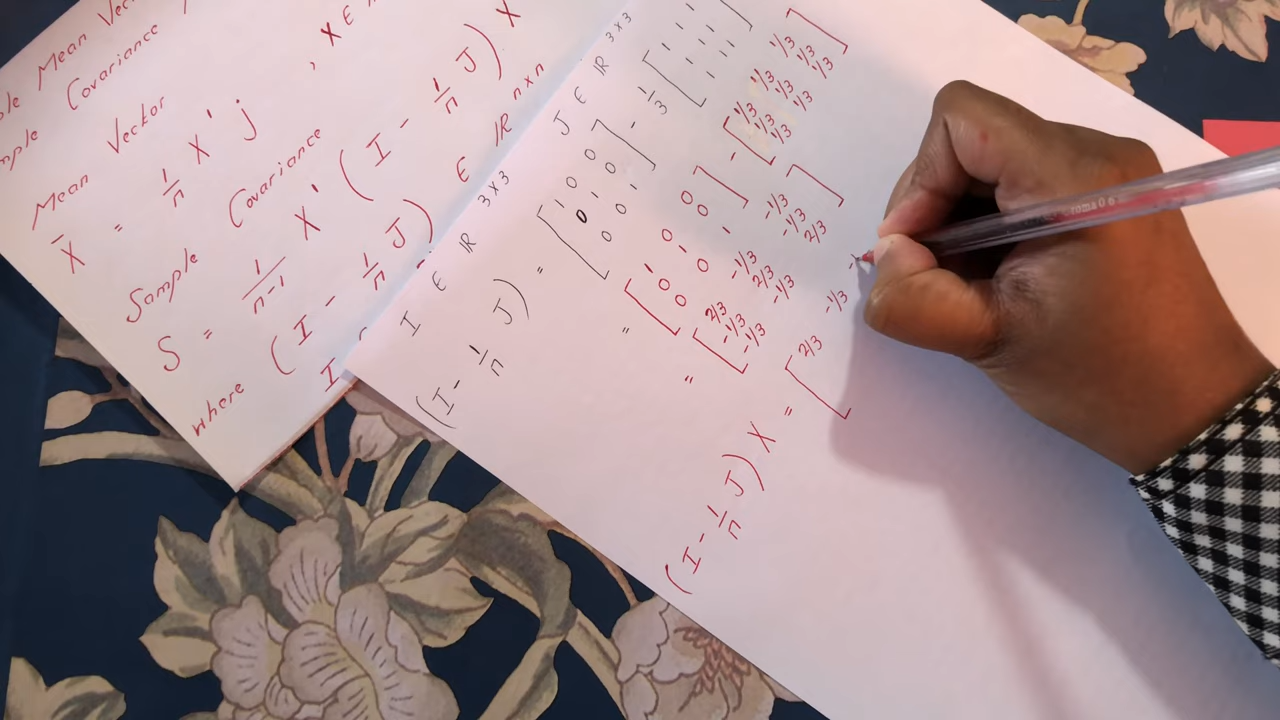 Mean Vector
Covariance
, X ∈
Mean Vector
X̄ = 1/n X' j
Sample Covariance
S = 1/n-1 X' (I - 1/n J) X
where (I - 1/n J) ∈ IR n×n
I
I ∈ IR 3×3 J ∈ IR 3×3
(I - 1/n J) = [1 0 0 0 1 0 0 0 1] - 1/3 [1 1 1 1 1 1 1 1 1]
= [1 0 0 0 1 0 0 0 1] - [1/3 1/3 1/3 1/3 1/3 1/3 1/3 1/3 1/3]
= [2/3 -1/3 -1/3 -1/3 2/3 -1/3 -1/3 -1/3 2/3]
(I - 1/n J) X = [2/3 -1/3 -